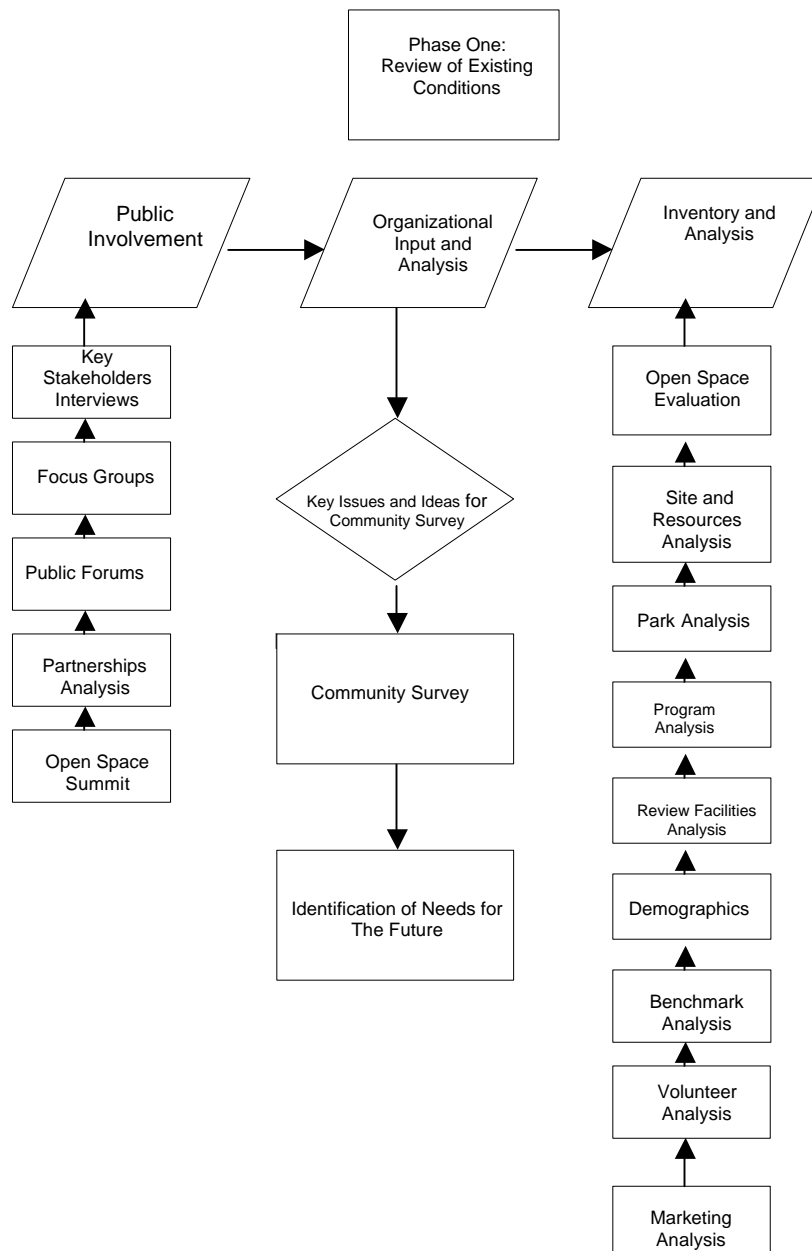 Phase One:
Review of Existing
Conditions
Public
Involvement
Organizational
Input and
Analysis
Inventory and
Analysis
Key
Stakeholders
Interviews
Focus Groups
Public Forums
Partnerships
Analysis
Open Space
Summit
Key Issues and Ideas for
Community Survey
Community Survey
Identification of Needs for
The Future
Open Space
Evaluation
Site and
Resources
Analysis
Park Analysis
Program
Analysis
Review Facilities
Analysis
Demographics
Benchmark
Analysis
Volunteer
Analysis
Marketing
Analysis